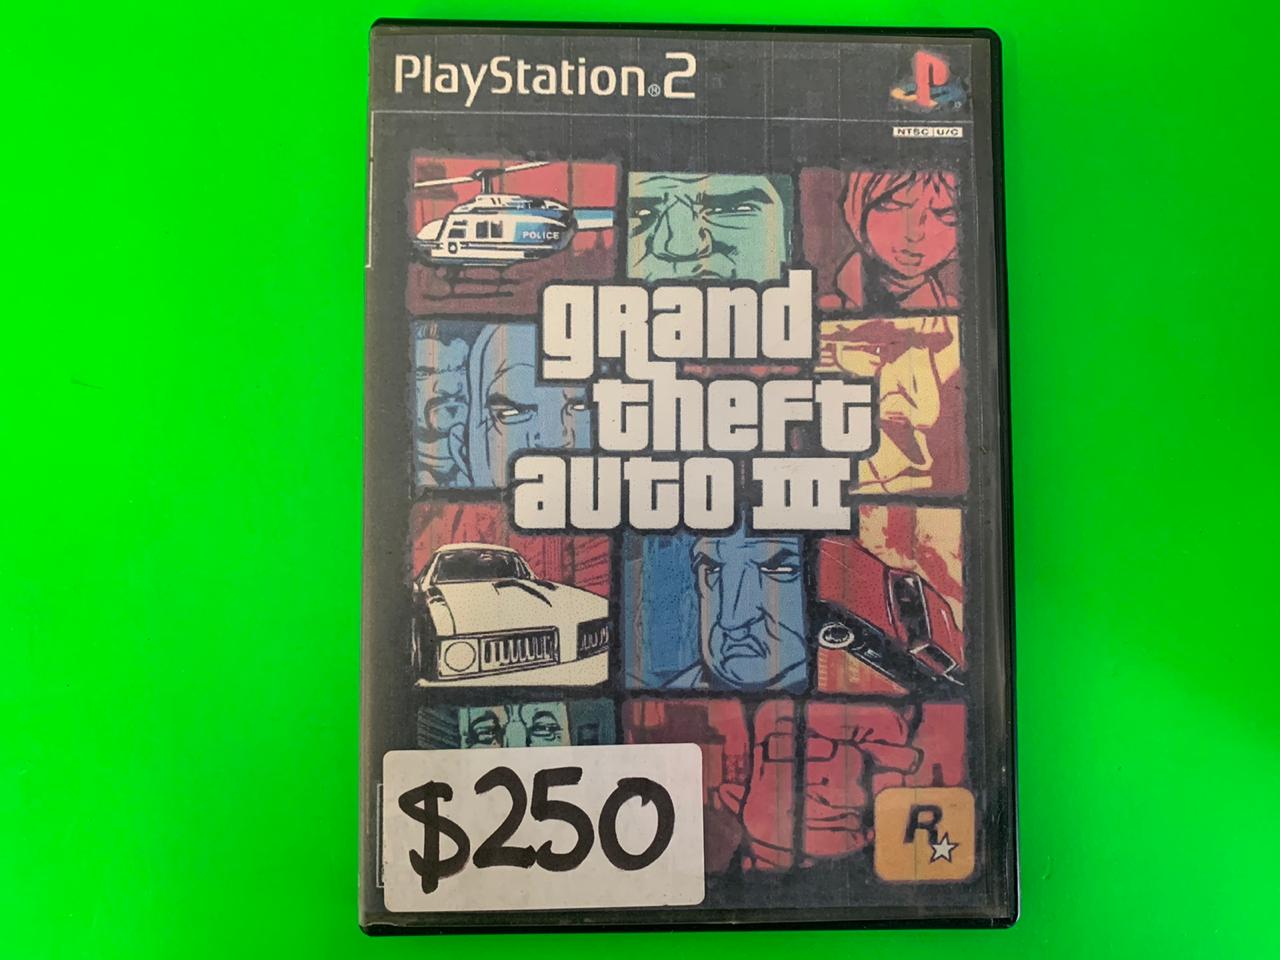 PlayStation®2
NTSC U/C
POLICE
grand
theft
auto III
$250
R